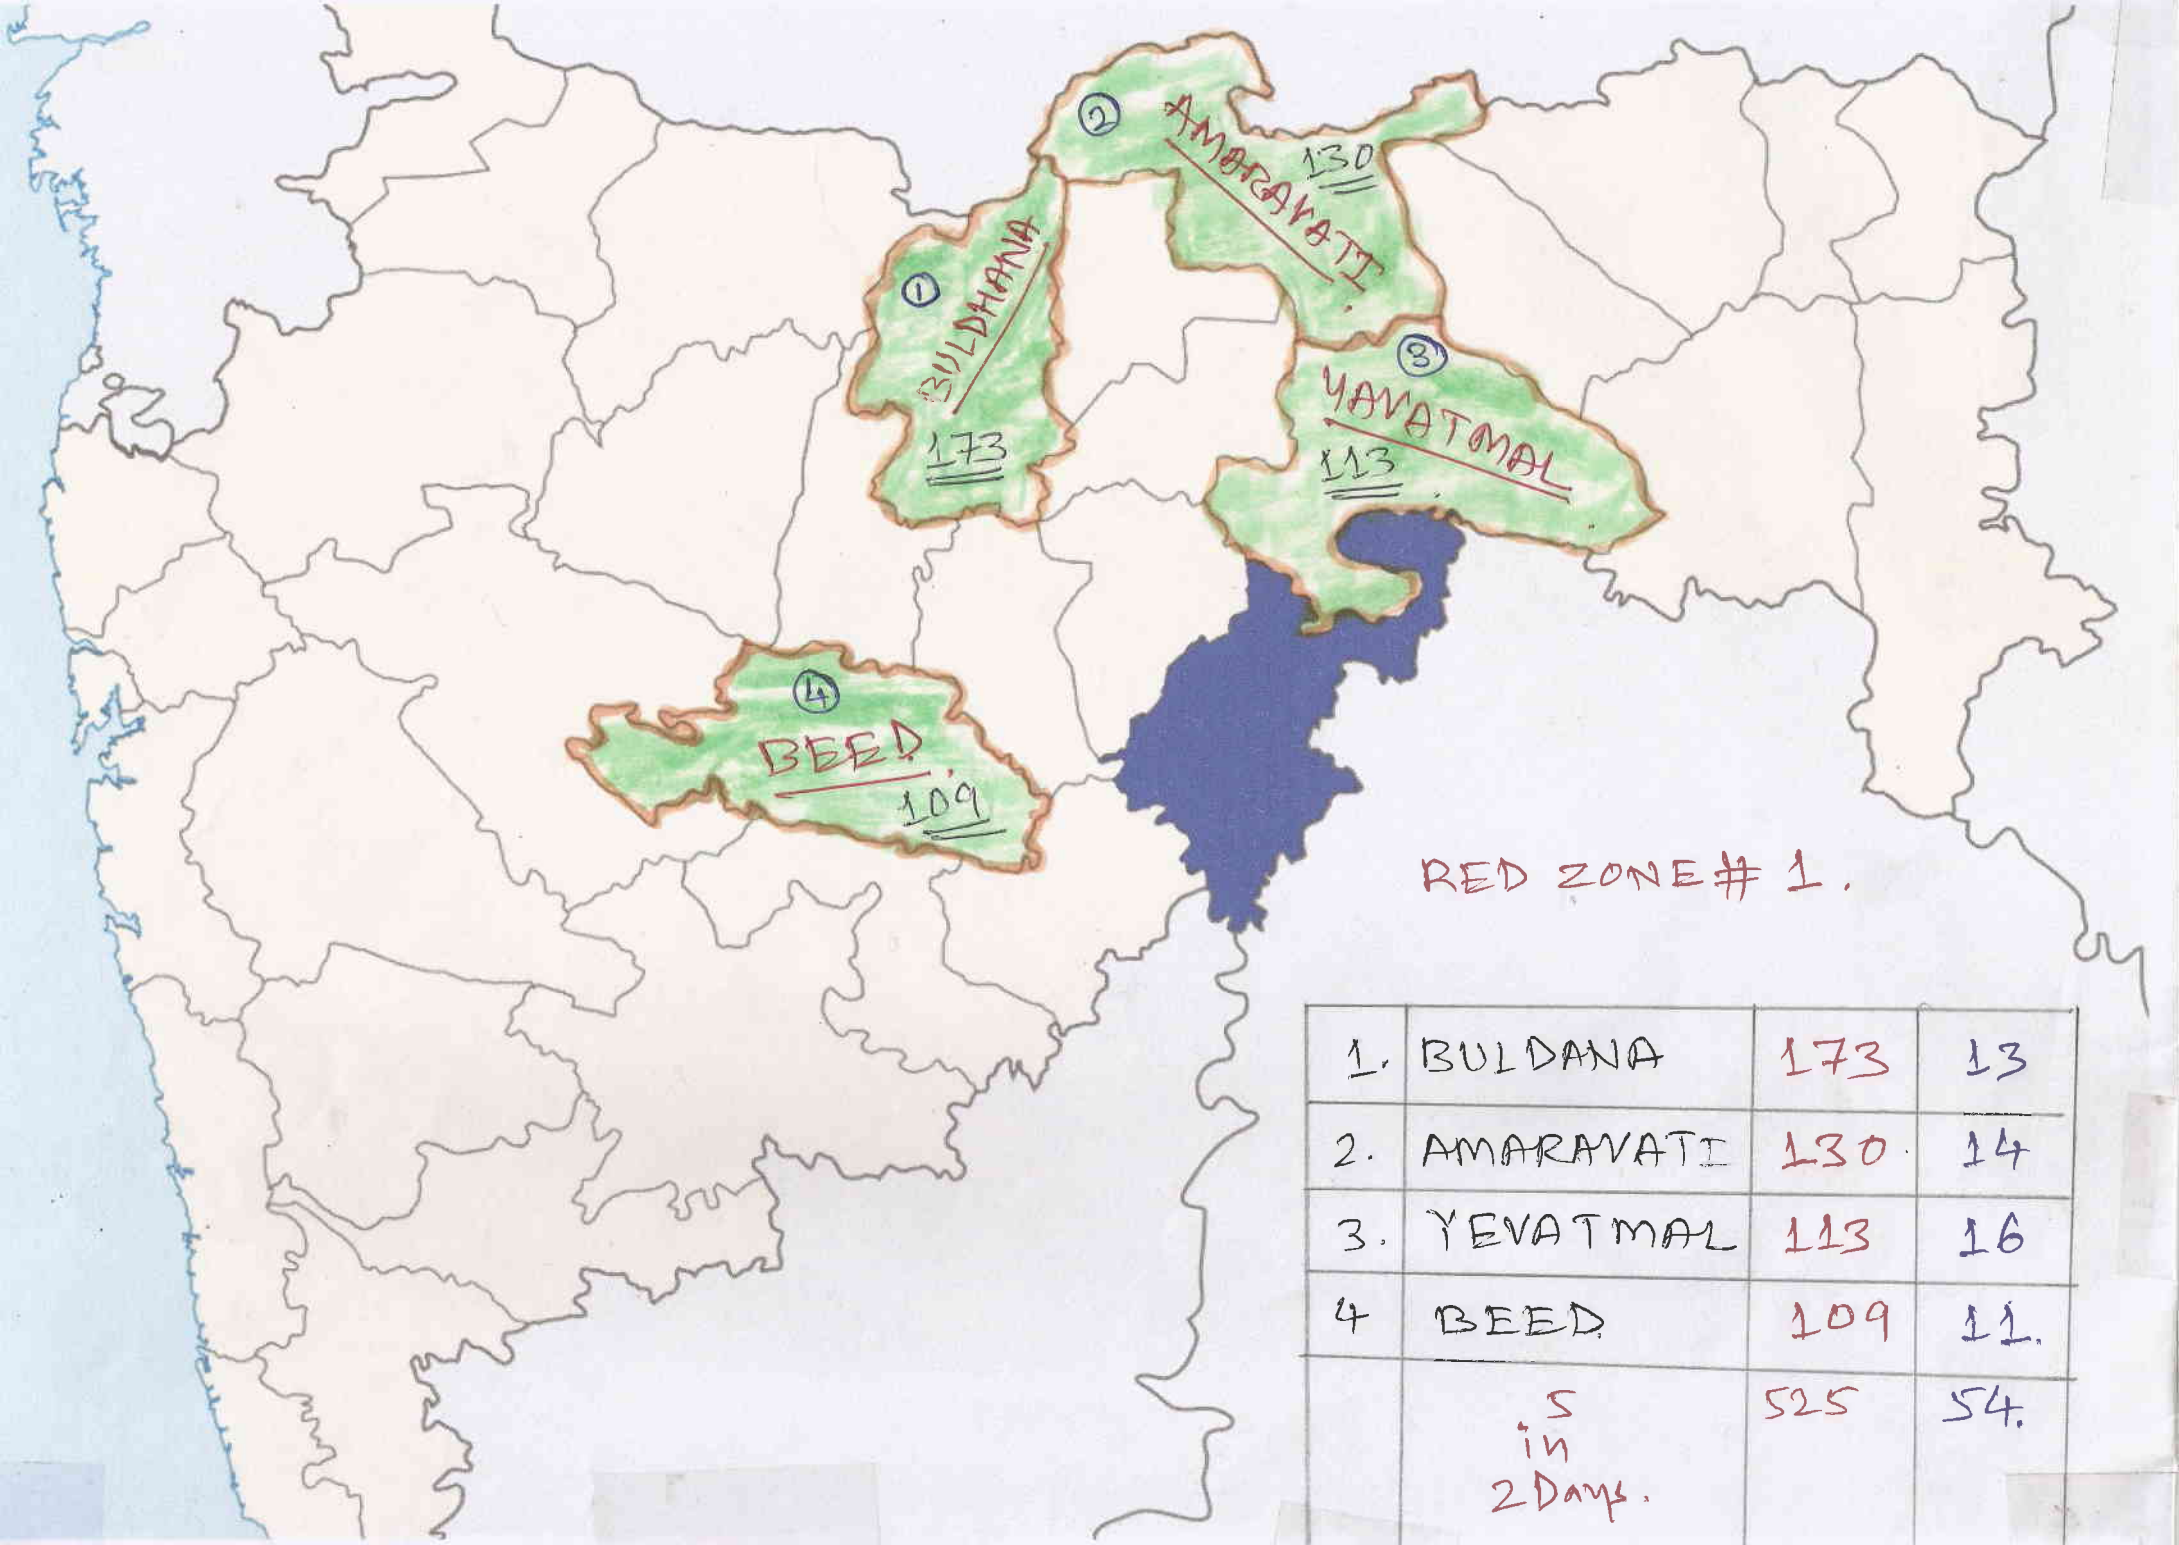 2
AMARAVATI
130
1
BULDHANA
173
3
YAVATMAL
113
4
BEED
109
RED ZONE # 1.
1. BULDANA 173 13
2. AMARAVATI 130 14
3. YEVATMAL 113 16
4 BEED 109 11.
5 525 54.
in
2 Days.